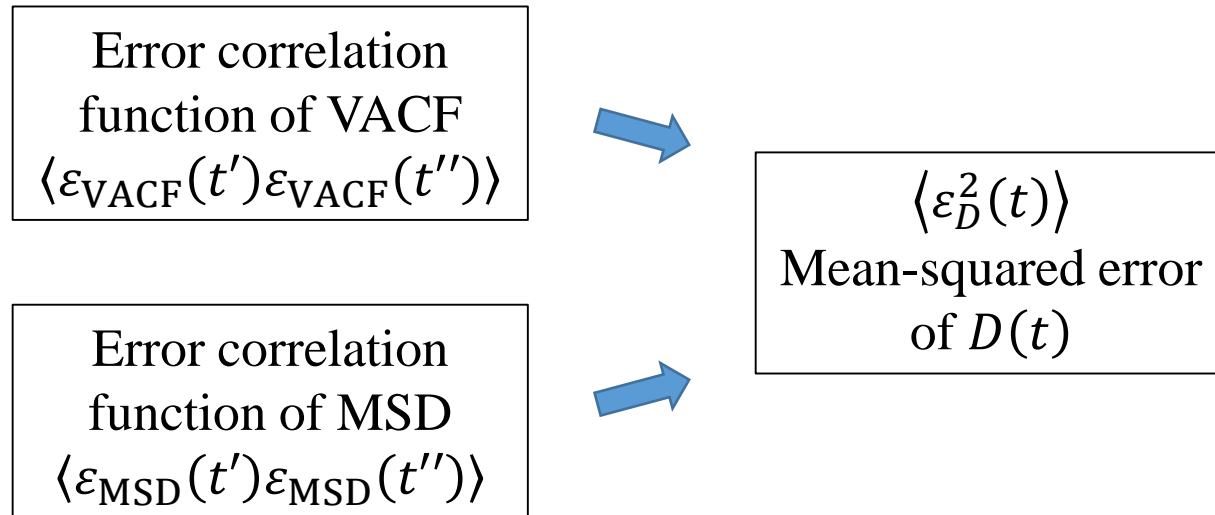 Error correlation
function of VACF
⟨ε_VACF(t′)ε_VACF(t″)⟩
Error correlation
function of MSD
⟨ε_MSD(t′)ε_MSD(t″)⟩
⟨ε_D^2(t)⟩
Mean-squared error
of D(t)